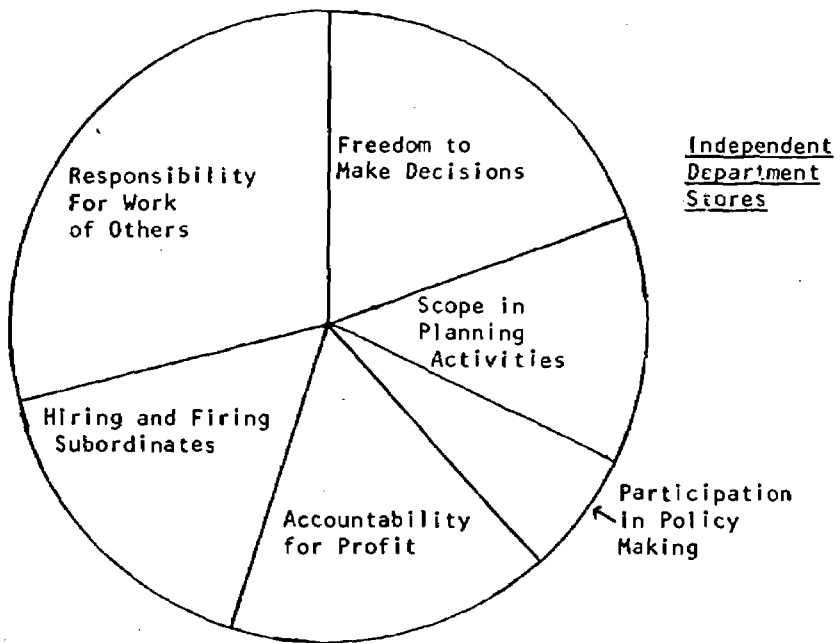 Independent
Department
Stores
Freedom to
Make Decisions
Scope in
Planning
Activities
Participation
in Policy
Making
Accountability
for Profit
Hiring and Firing
Subordinates
Responsibility
For Work
of Others